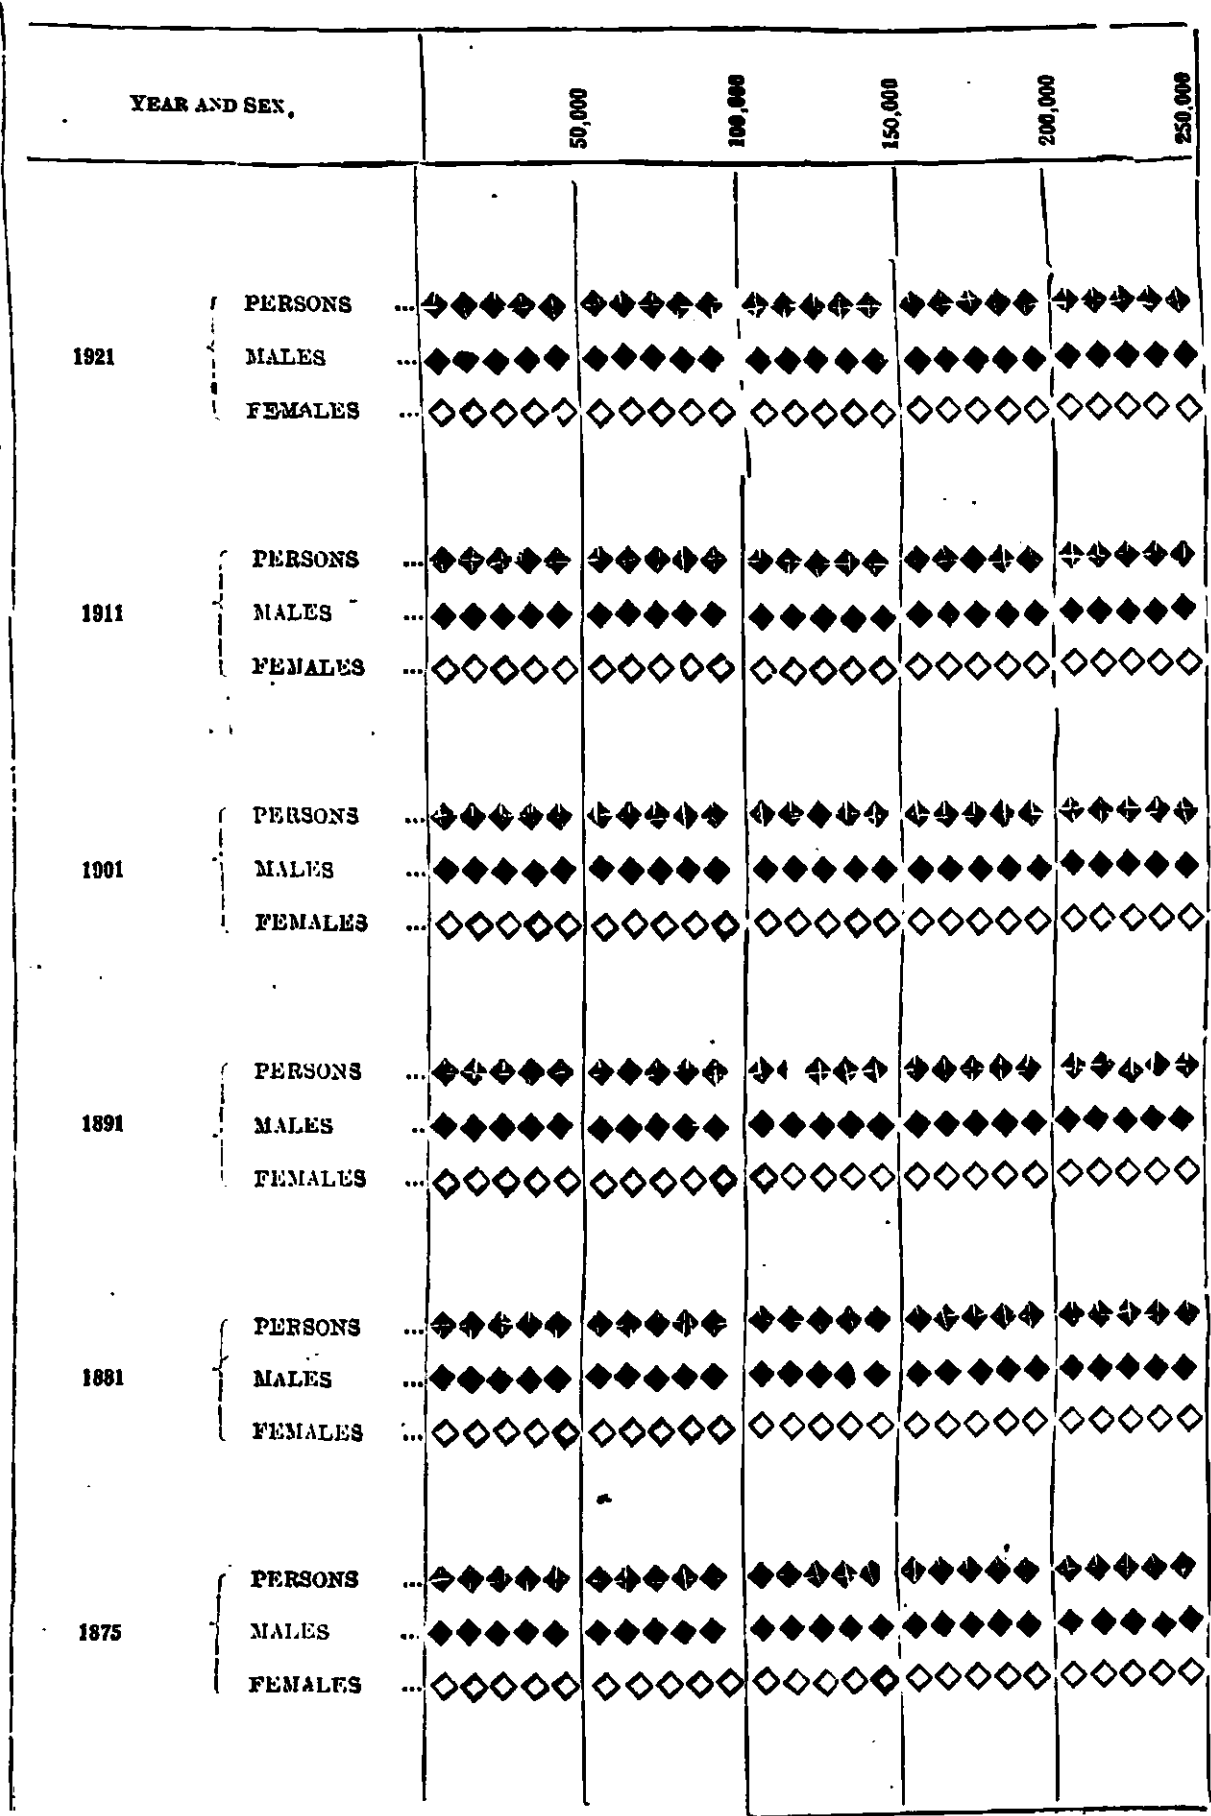 YEAR AND SEX.
50,000
100,000
150,000
200,000
250,000
PERSONS ...
1921 MALES ...
FEMALES ...
PERSONS ...
1911 MALES ...
FEMALES ...
PERSONS ...
1901 MALES ...
FEMALES ...
PERSONS ...
1891 MALES ..
FEMALES ...
PERSONS ...
1881 MALES ...
FEMALES ...
PERSONS ...
1875 MALES ...
FEMALES ...